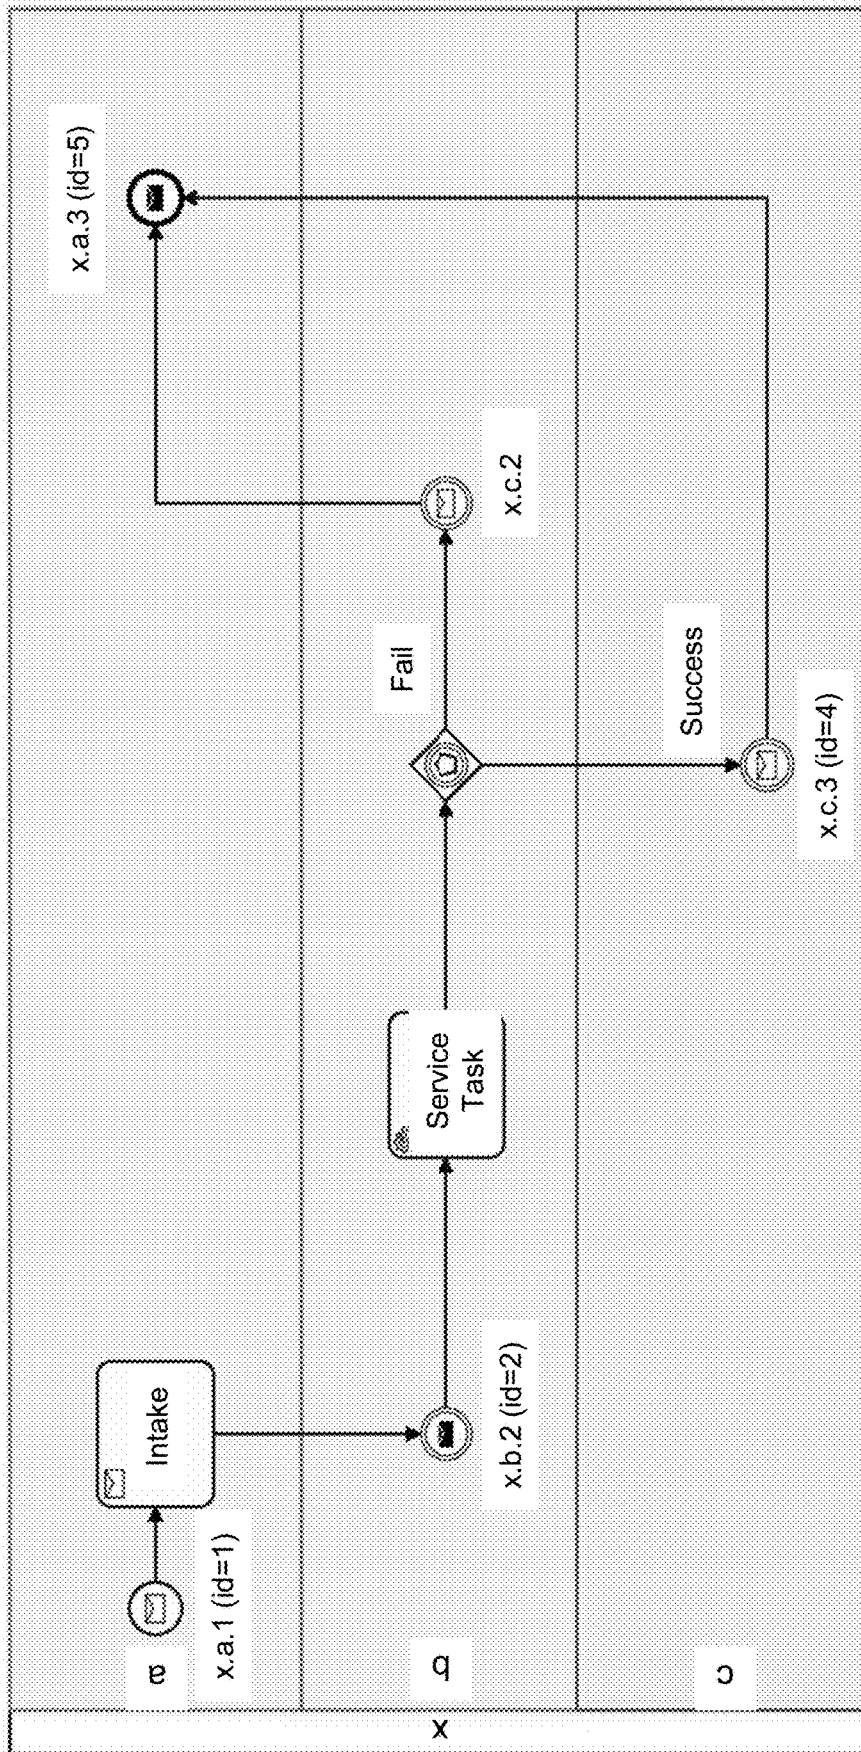 x
a
x.a.1 (id=1)
Intake
x.a.3 (id=5)
b
x.b.2 (id=2)
Service
Task
Fail
x.c.2
c
Success
x.c.3 (id=4)